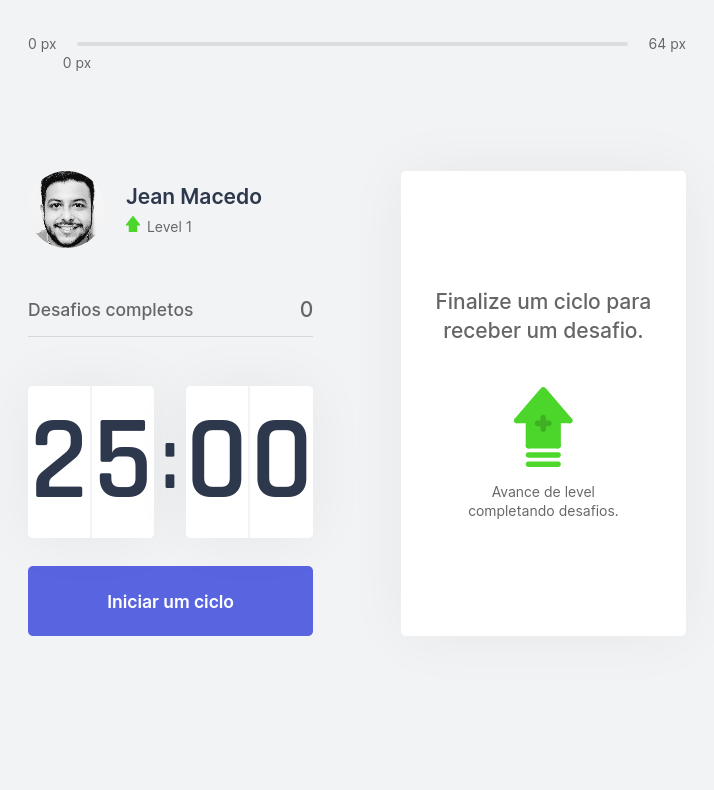 0 px
64 px
0 px
Jean Macedo
Level 1
Desafios completos
0
25:00
Iniciar um ciclo
Finalize um ciclo para
receber um desafio.
Avance de level
completando desafios.